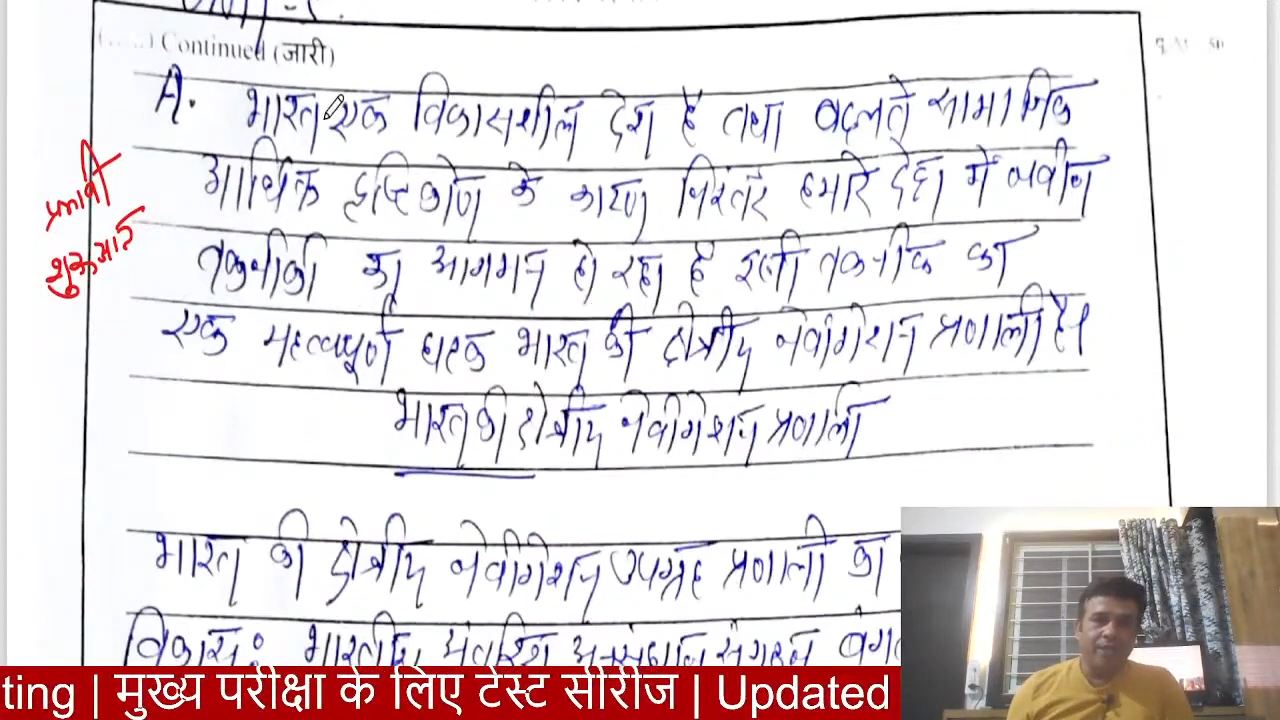 Continued (जारी)
A. भारत एक विकासशील देश है तथा बदलते सामाजिक
आर्थिक दृष्टिकोण के कारण निरंतर हमारे देश में नवीन
तकनीकी का आगमन हो रहा है इसी तकनीक का
एक महत्वपूर्ण घटक भारत की क्षेत्रीय नेवीगेशन प्रणाली है।
भारत की क्षेत्रीय नेवीगेशन प्रणाली
भारत की क्षेत्रीय नेवीगेशन उपग्रह प्रणाली का
विकास: भारतीय अंतरिक्ष अनुसंधान संगठन
प्रभावी
शुरूआत
ting | मुख्य परीक्षा के लिए टेस्ट सीरीज | Updated